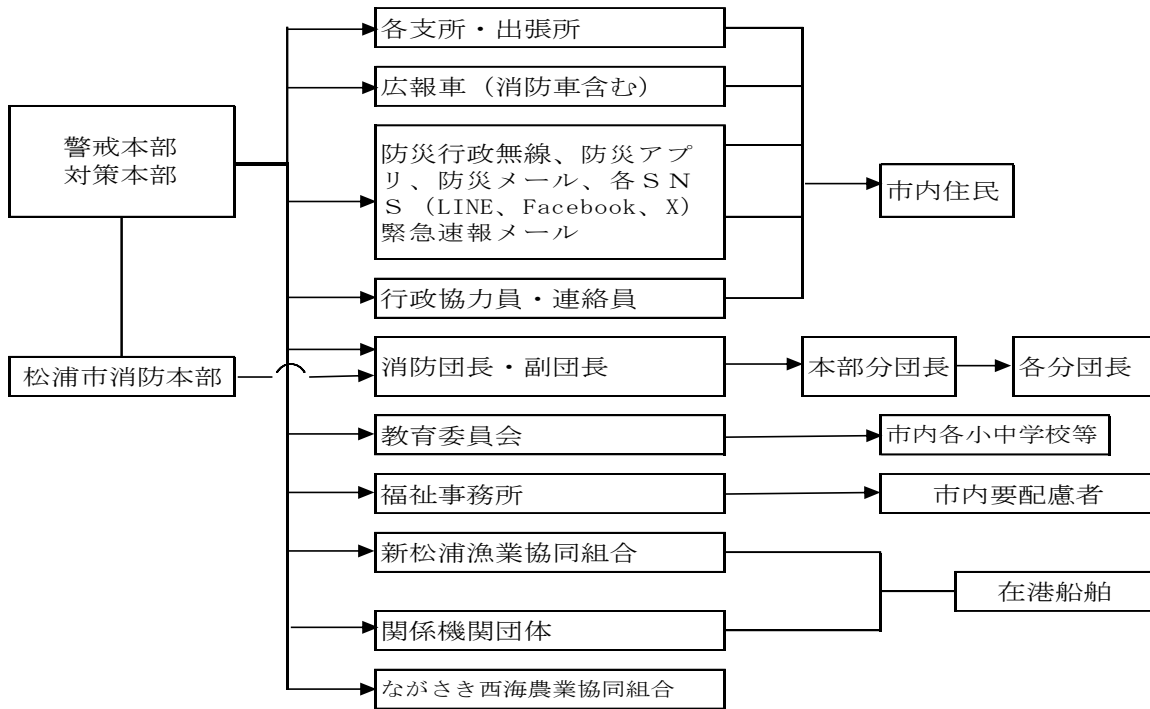 各支所・出張所
広報車（消防車含む）
警戒本部
対策本部
防災行政無線、防災アプ
リ、防災メール、各ＳＮ
Ｓ（LINE、Facebook、X）
緊急速報メール
市内住民
行政協力員・連絡員
松浦市消防本部
消防団長・副団長
本部分団長
各分団長
教育委員会
市内各小中学校等
福祉事務所
市内要配慮者
新松浦漁業協同組合
在港船舶
関係機関団体
ながさき西海農業協同組合